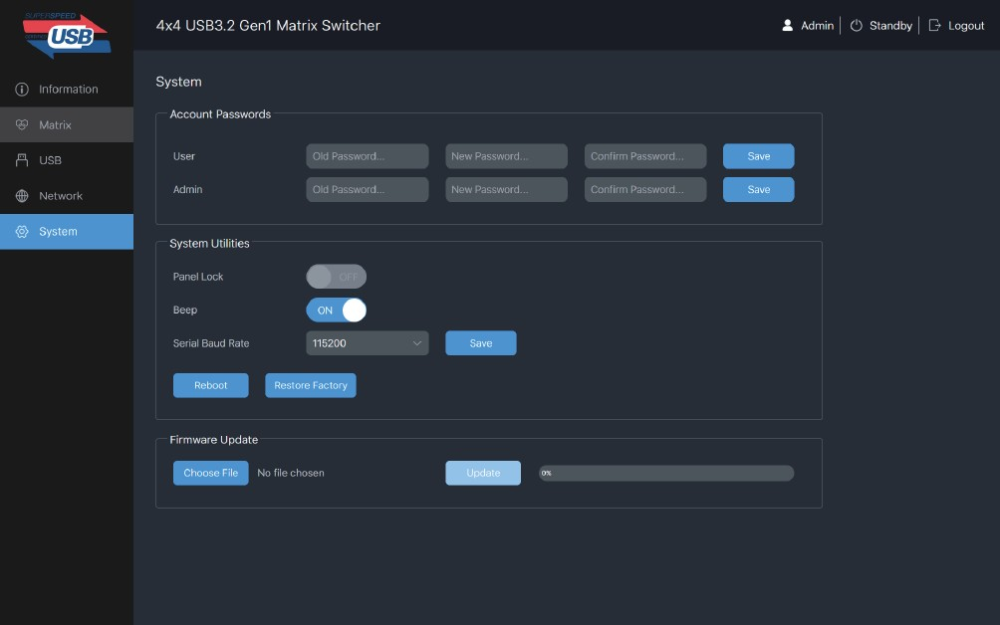 SUPERSPEED
USB
4x4 USB3.2 Gen1 Matrix Switcher
Admin
Standby
Logout
Information
Matrix
USB
Network
System
System
Account Passwords
User Old Password... New Password... Confirm Password... Save
Admin Old Password... New Password... Confirm Password... Save
System Utilities
Panel Lock OFF
Beep ON
Serial Baud Rate 115200 Save
Reboot Restore Factory
Firmware Update
Choose File No file chosen Update 0%